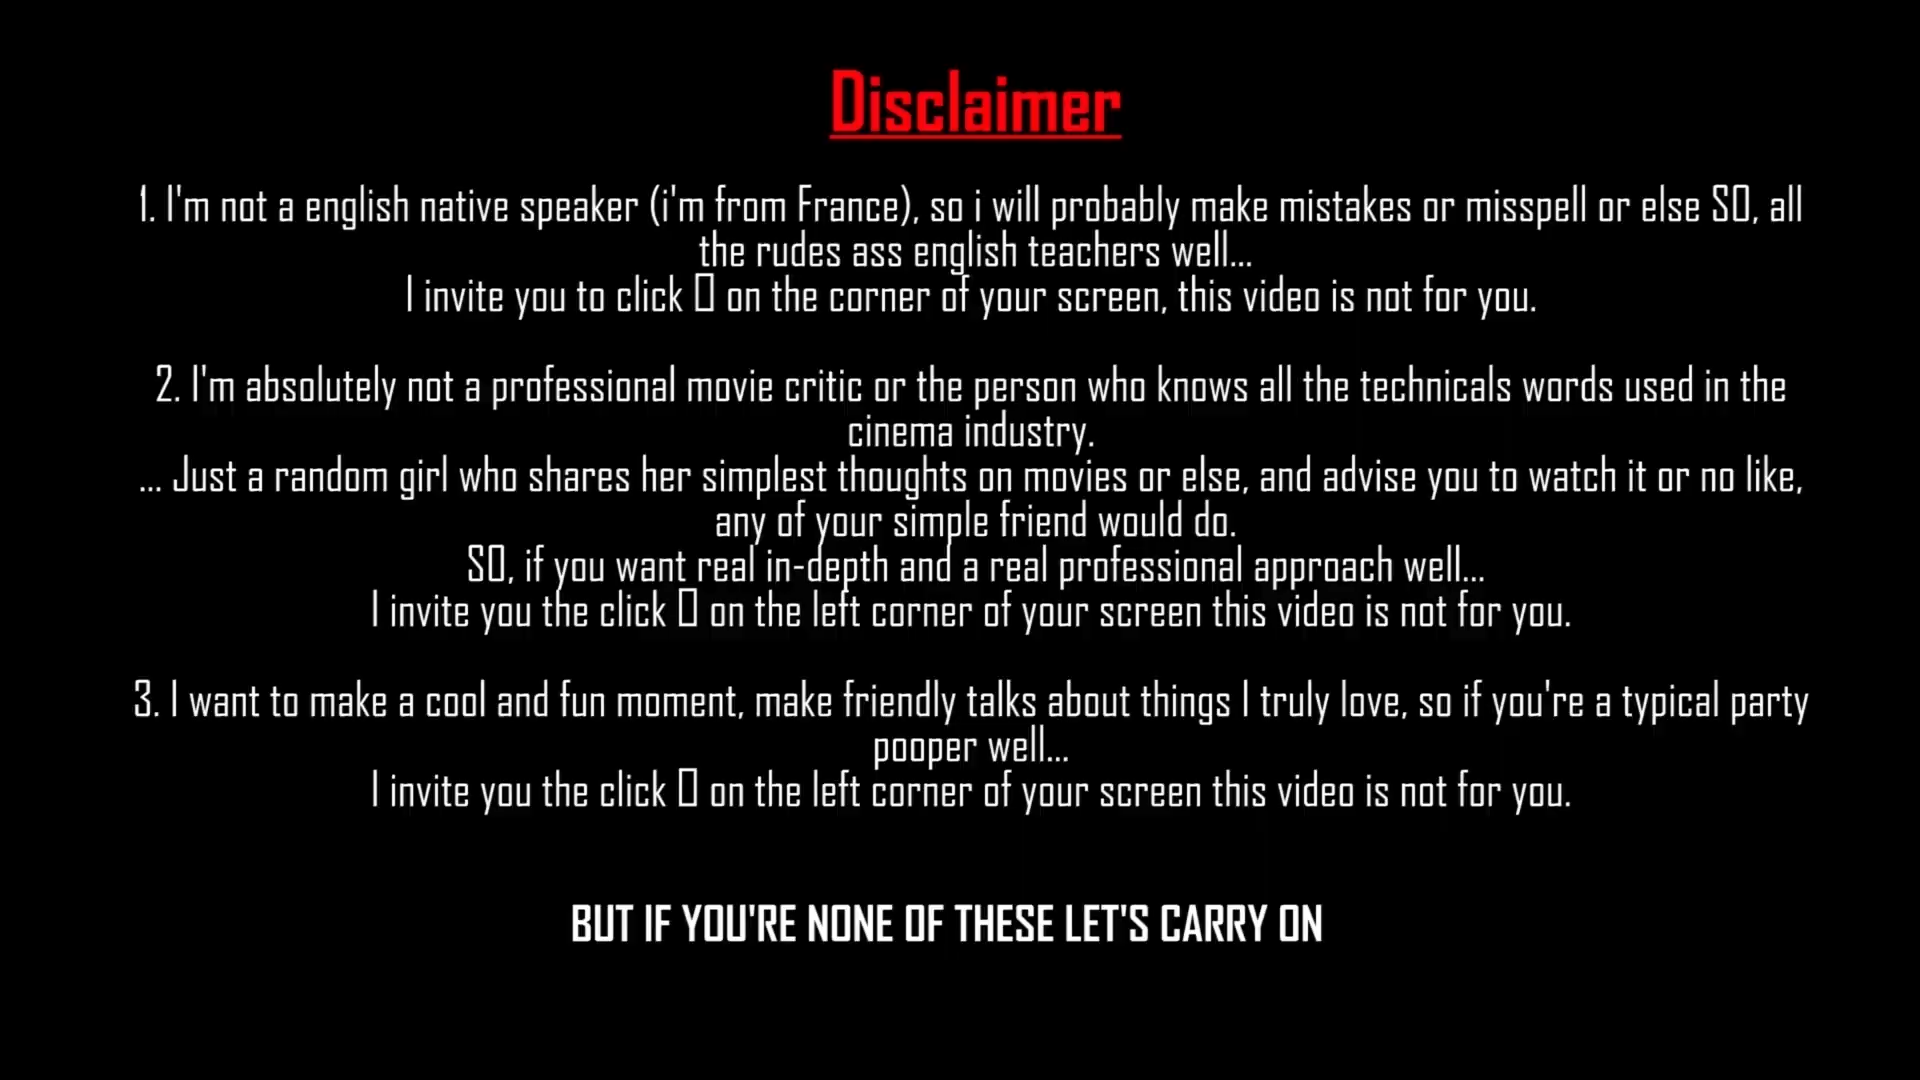 Disclaimer
1. I'm not a english native speaker (i'm from France), so i will probably make mistakes or misspell or else SO, all
the rudes ass english teachers well...
I invite you to click ▯ on the corner of your screen, this video is not for you.
2. I'm absolutely not a professional movie critic or the person who knows all the technicals words used in the
cinema industry.
... Just a random girl who shares her simplest thoughts on movies or else, and advise you to watch it or no like,
any of your simple friend would do.
SO, if you want real in-depth and a real professional approach well...
I invite you the click ▯ on the left corner of your screen this video is not for you.
3. I want to make a cool and fun moment, make friendly talks about things I truly love, so if you're a typical party
pooper well...
I invite you the click ▯ on the left corner of your screen this video is not for you.
BUT IF YOU'RE NONE OF THESE LET'S CARRY ON